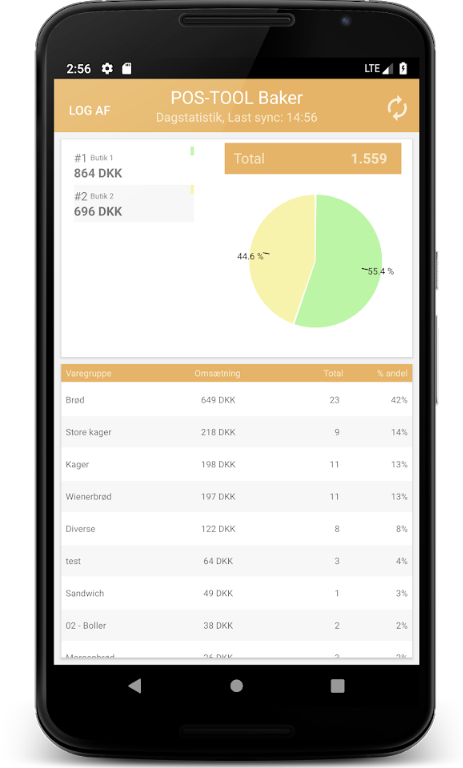 2:56 LTE
LOG AF
POS-TOOL Baker
Dagstatistik, Last sync: 14:56
#1 Butik 1
864 DKK
#2 Butik 2
696 DKK
Total 1.559
44.6 %
55.4 %
Varegruppe Omsætning Total % andel
Brød 649 DKK 23 42%
Store kager 218 DKK 9 14%
Kager 198 DKK 11 13%
Wienerbrød 197 DKK 11 13%
Diverse 122 DKK 8 8%
test 64 DKK 3 4%
Sandwich 49 DKK 1 3%
02 - Boller 38 DKK 2 2%